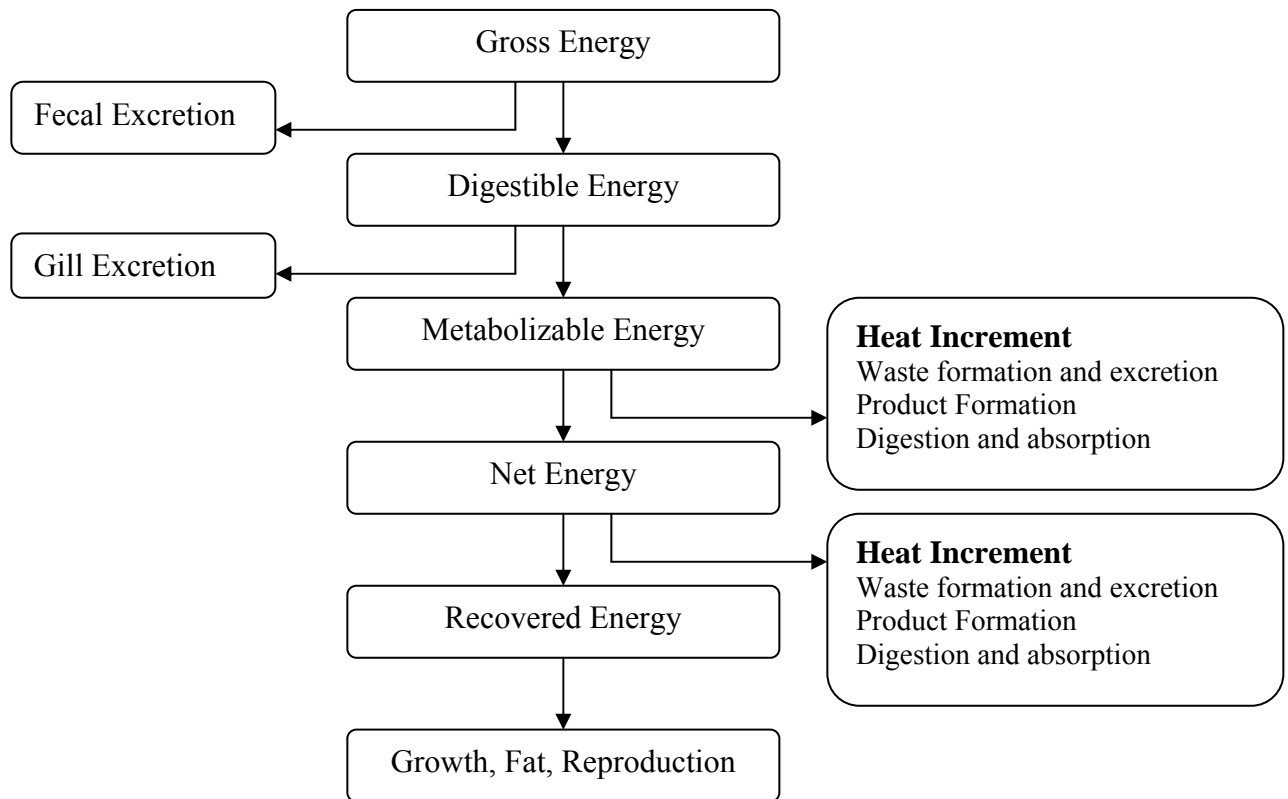 Gross Energy
Fecal Excretion
Digestible Energy
Gill Excretion
Metabolizable Energy
Heat Increment
Waste formation and excretion
Product Formation
Digestion and absorption
Net Energy
Heat Increment
Waste formation and excretion
Product Formation
Digestion and absorption
Recovered Energy
Growth, Fat, Reproduction